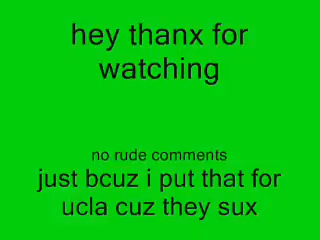 hey thanx for
watching
no rude comments
just bcuz i put that for
ucla cuz they sux